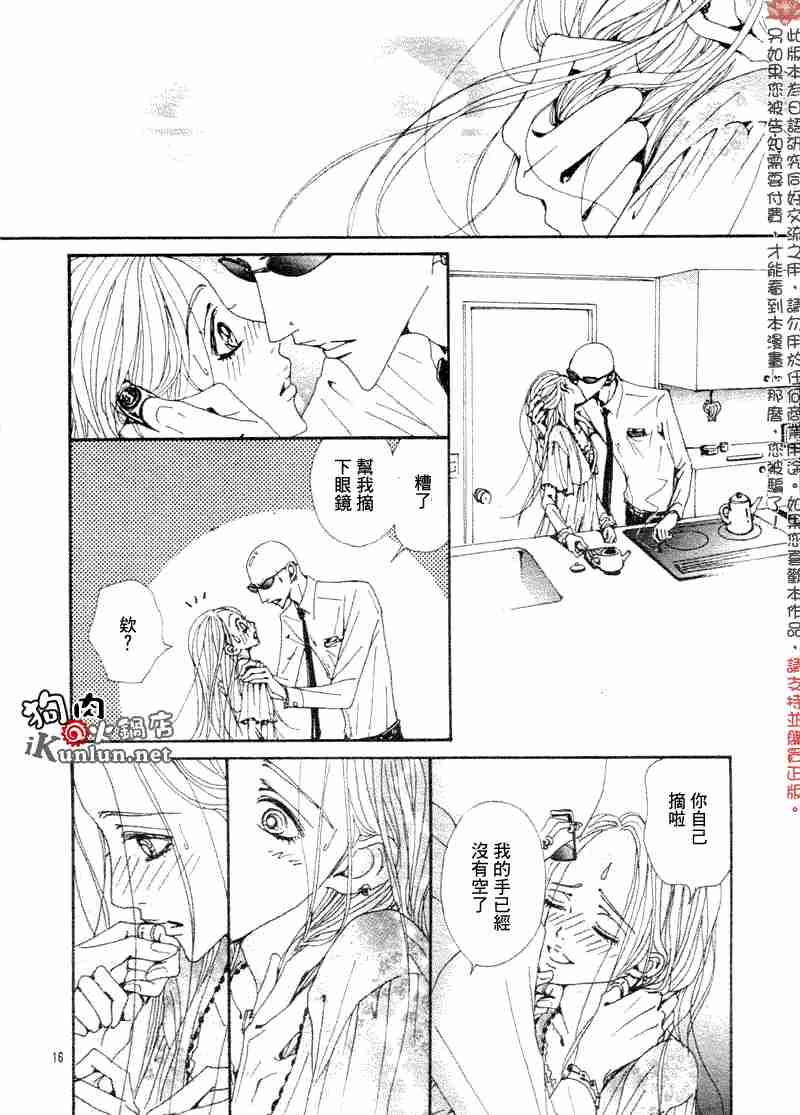 此版本為日語研究同好交流之用,請勿用於任何商業用途。如果您喜歡本作品,請支持並購買正版。
另如果您被告知需要付費,才能看到本漫畫,那麼,您被騙了!
糟了
幫我摘
下眼鏡
欸?
狗肉
火鍋店
iKunlun.net
你自己
摘啦
我的手已經
沒有空了
16